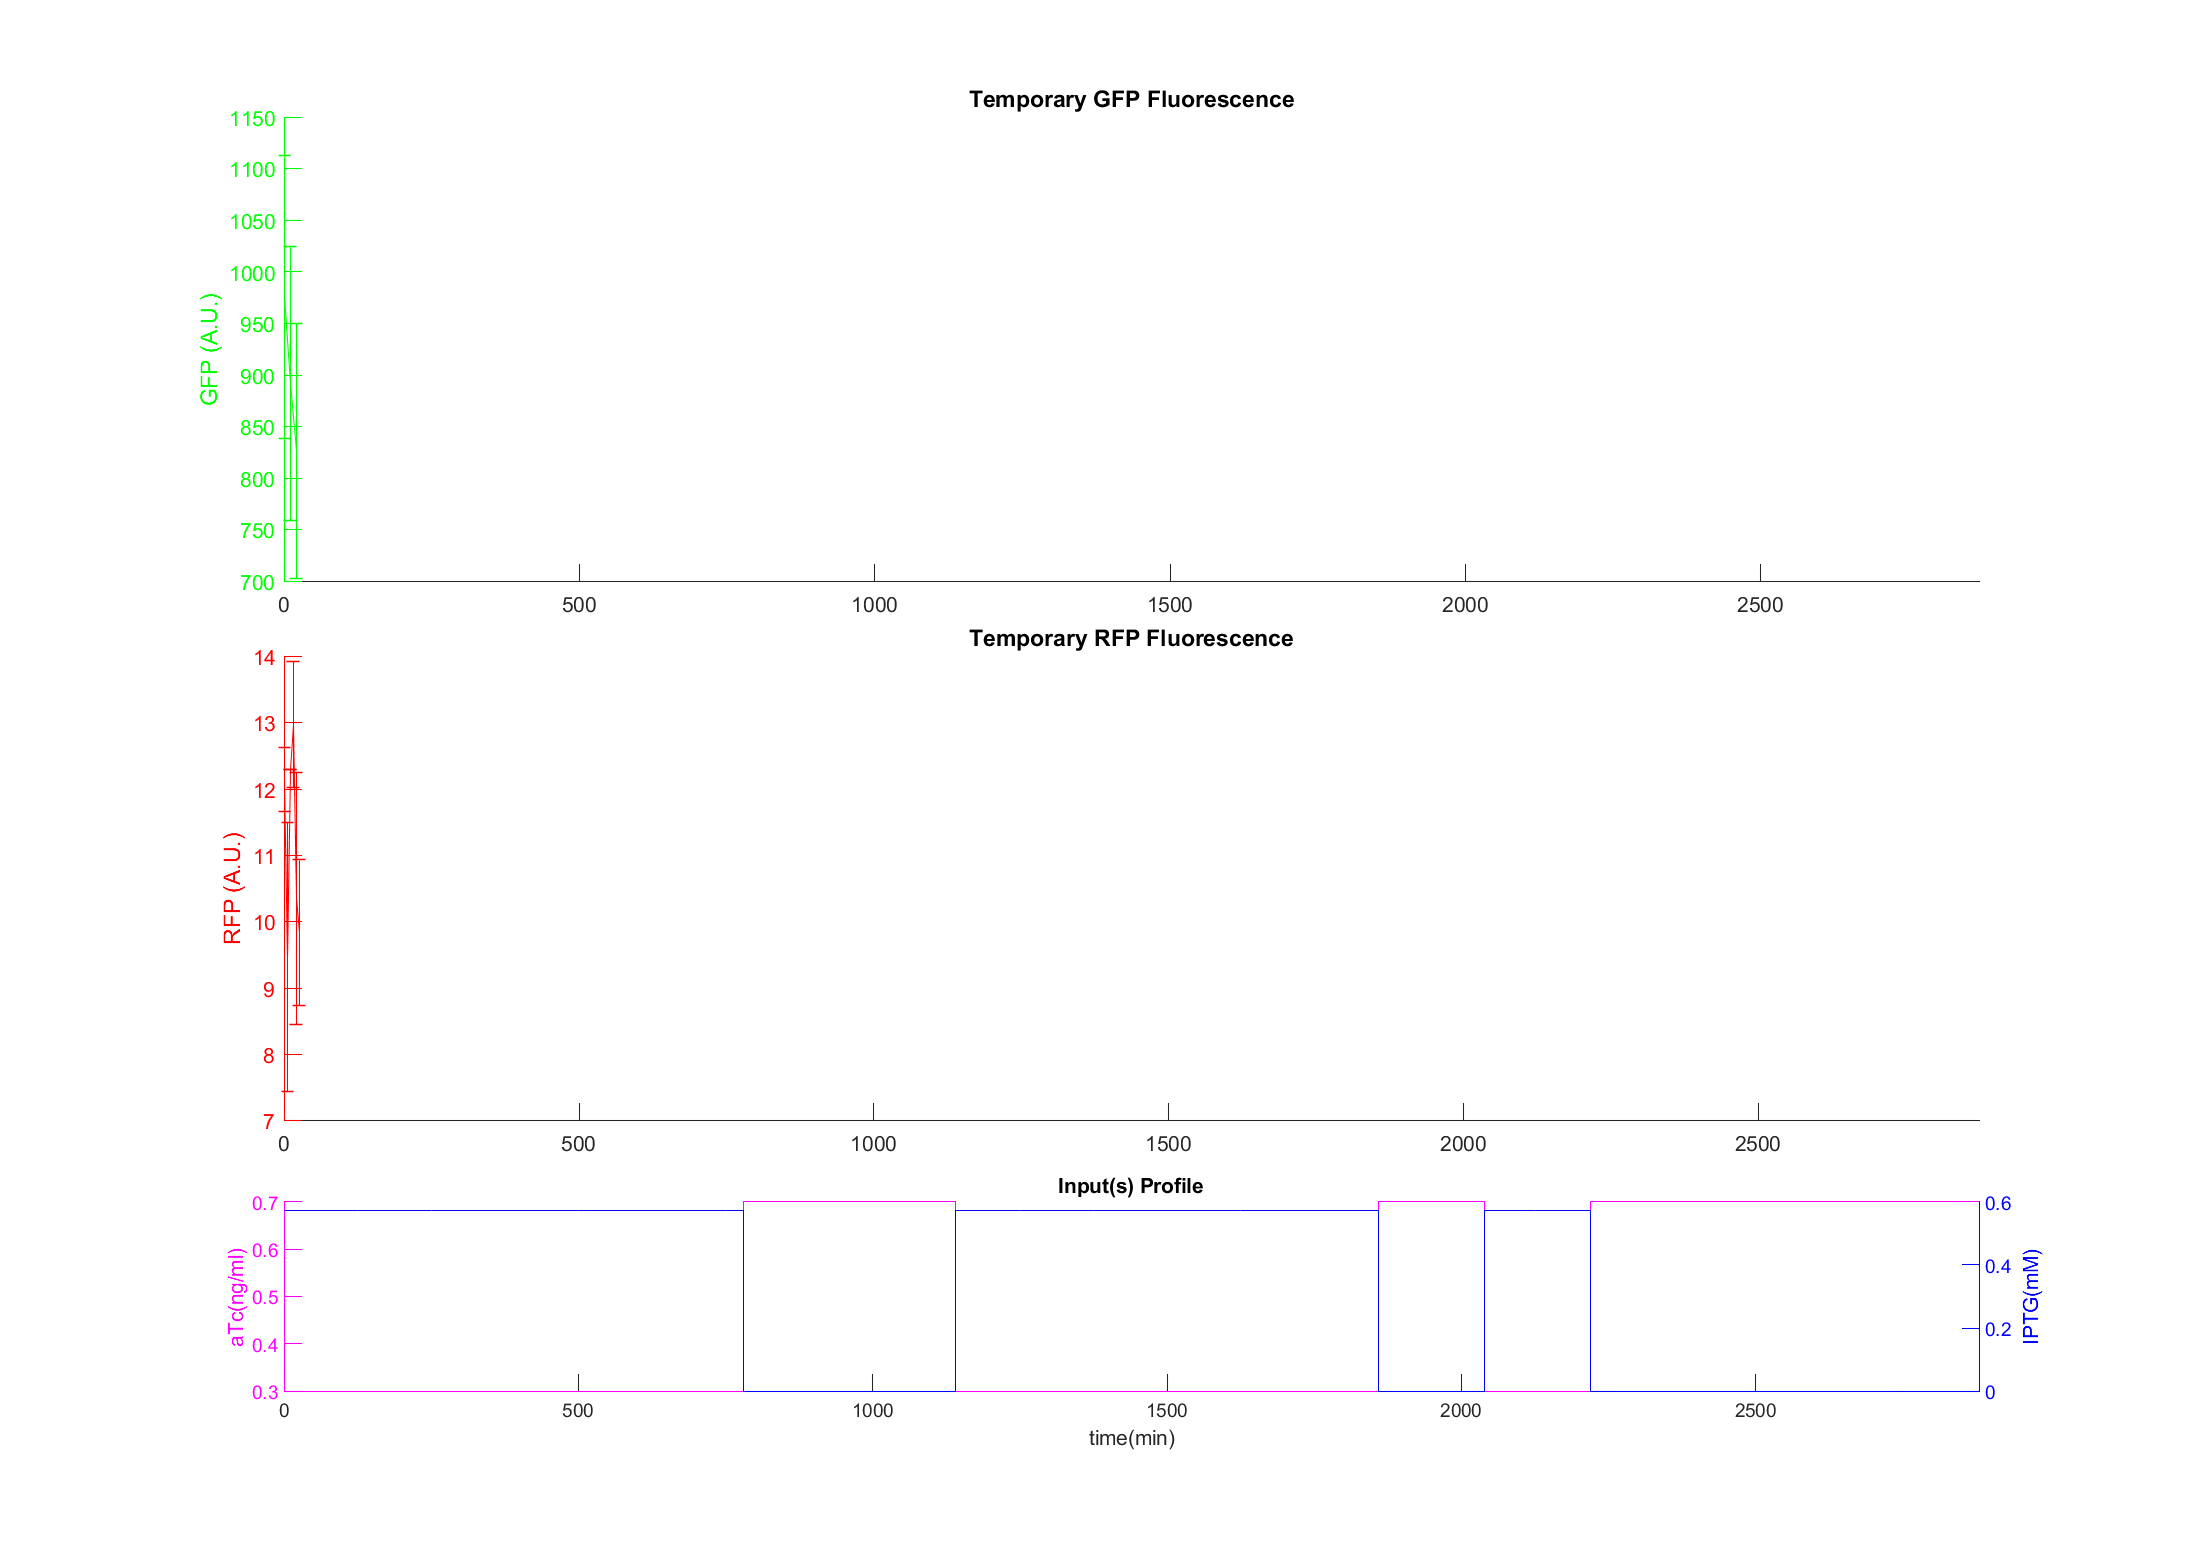 Temporary GFP Fluorescence
1150
1100
1050
1000
950
900
850
800
750
700
GFP (A.U.)
0 500 1000 1500 2000 2500
Temporary RFP Fluorescence
14
13
12
11
10
9
8
7
RFP (A.U.)
0 500 1000 1500 2000 2500
Input(s) Profile
0.7
0.6
0.5
0.4
0.3
aTc(ng/ml)
0.6
0.4
0.2
0
IPTG(mM)
0 500 1000 1500 2000 2500
time(min)